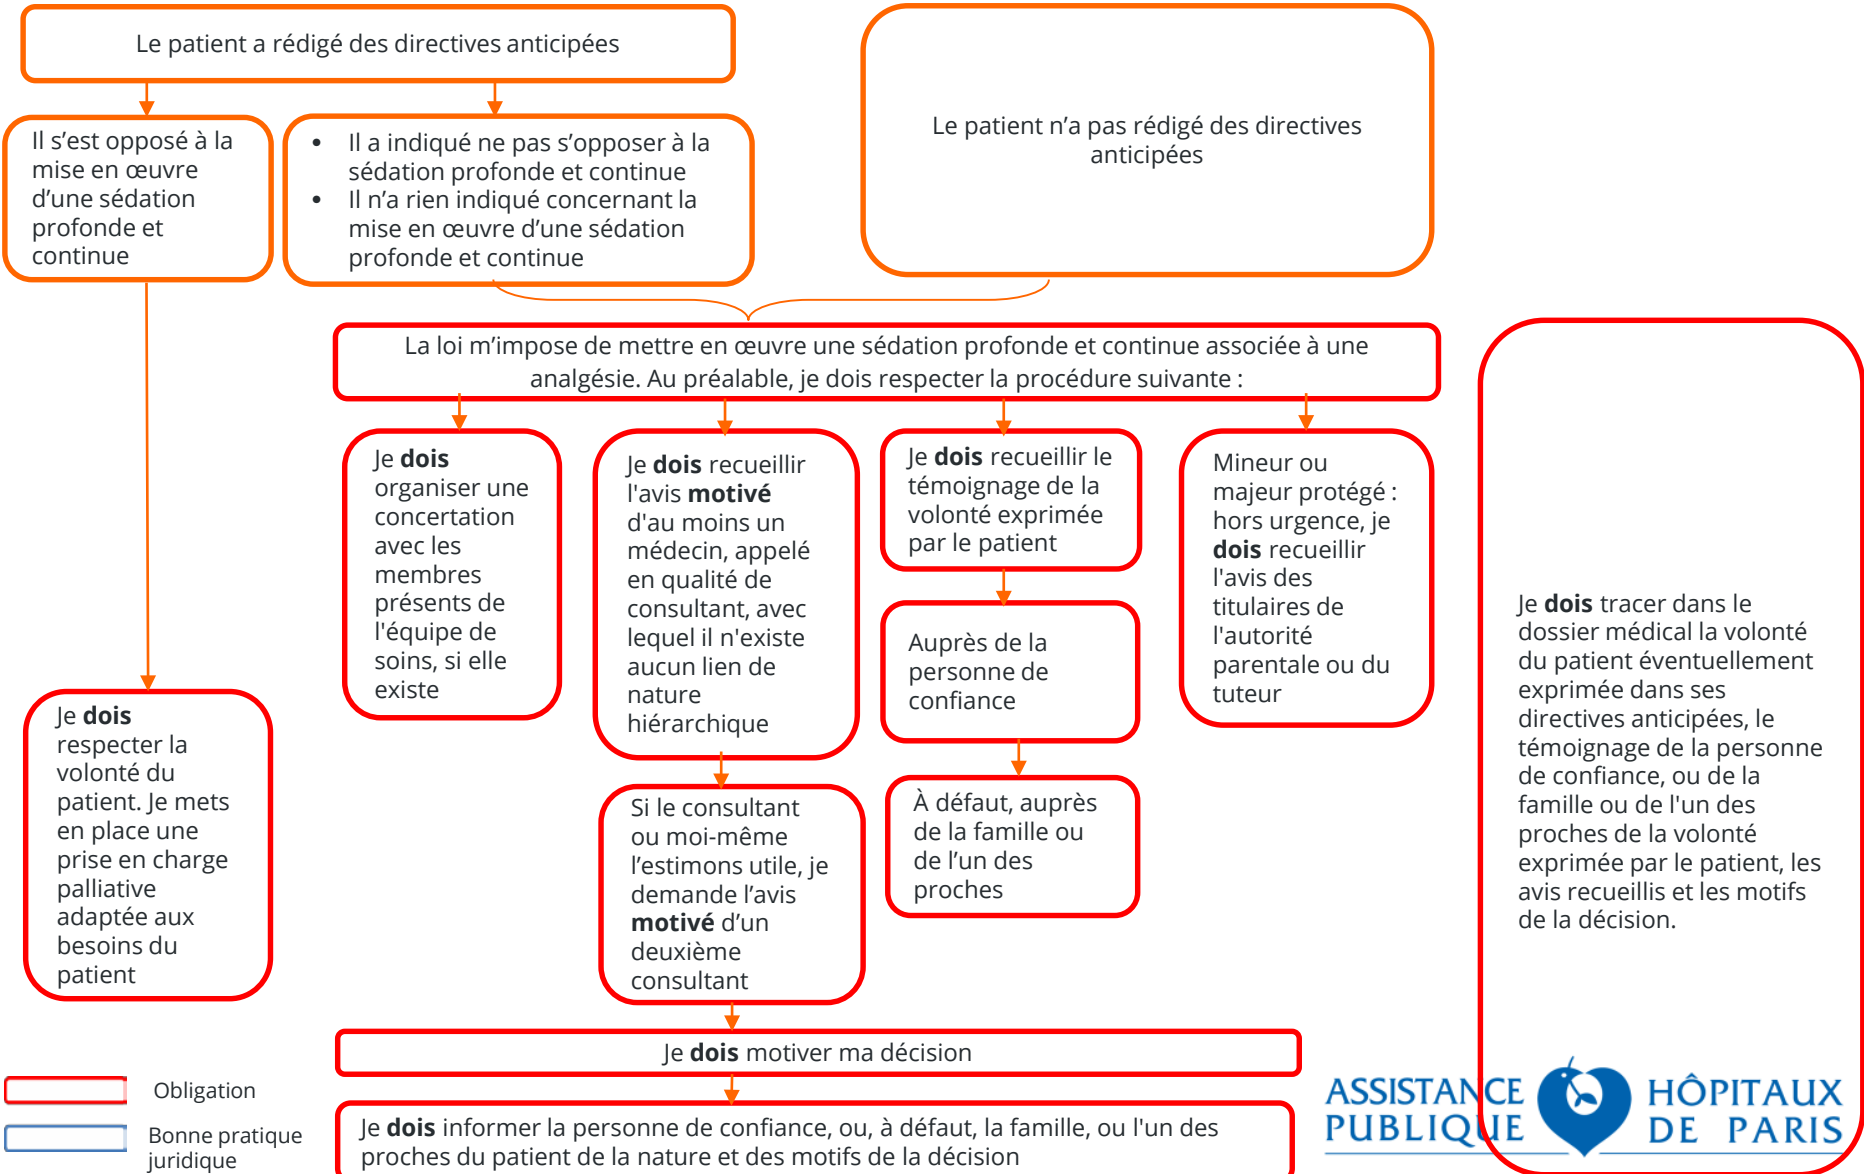 Le patient a rédigé des directives anticipées
Il s’est opposé à la
mise en œuvre
d’une sédation
profonde et
continue
• Il a indiqué ne pas s’opposer à la
sédation profonde et continue
• Il n’a rien indiqué concernant la
mise en œuvre d’une sédation
profonde et continue
Le patient n’a pas rédigé des directives
anticipées
La loi m’impose de mettre en œuvre une sédation profonde et continue associée à une
analgésie. Au préalable, je dois respecter la procédure suivante :
Je dois
organiser une
concertation
avec les
membres
présents de
l'équipe de
soins, si elle
existe
Je dois recueillir
l'avis motivé
d'au moins un
médecin, appelé
en qualité de
consultant, avec
lequel il n'existe
aucun lien de
nature
hiérarchique
Je dois recueillir le
témoignage de la
volonté exprimée
par le patient
Mineur ou
majeur protégé :
hors urgence, je
dois recueillir
l'avis des
titulaires de
l'autorité
parentale ou du
tuteur
Auprès de la
personne de
confiance
À défaut, auprès
de la famille ou
de l’un des
proches
Si le consultant
ou moi-même
l’estimons utile, je
demande l’avis
motivé d’un
deuxième
consultant
Je dois
respecter la
volonté du
patient. Je mets
en place une
prise en charge
palliative
adaptée aux
besoins du
patient
Je dois tracer dans le
dossier médical la volonté
du patient éventuellement
exprimée dans ses
directives anticipées, le
témoignage de la personne
de confiance, ou de la
famille ou de l'un des
proches de la volonté
exprimée par le patient, les
avis recueillis et les motifs
de la décision.
Je dois motiver ma décision
Je dois informer la personne de confiance, ou, à défaut, la famille, ou l'un des
proches du patient de la nature et des motifs de la décision
Obligation
Bonne pratique
juridique
ASSISTANCE
PUBLIQUE
HÔPITAUX
DE PARIS